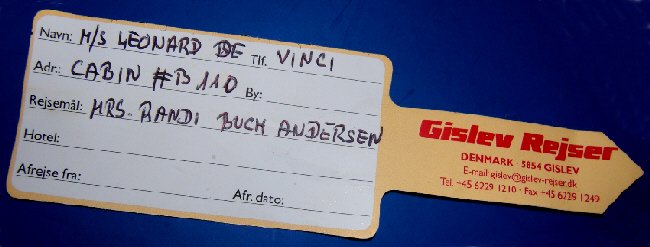 Navn: M/S LEONARD DE Tlf. VINCI
Adr.: CABIN #B 110 By:
Rejsemål: MRS. RANDI BUCH ANDERSEN
Hotel:
Afrejse fra: Afr. dato:
Gislev Rejser
DENMARK · 5854 GISLEV
E-mail: gislev@gislev-rejser.dk
Tel. +45 6229 1210 · Fax +45 6229 1249